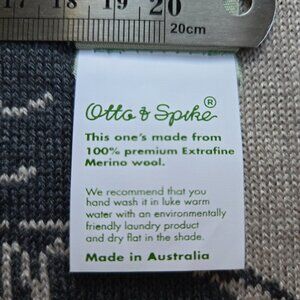 17 18 19 20
20cm
Otto & Spike®
This one's made from
100% premium Extrafine
Merino wool.
We recommend that you
hand wash it in luke warm
water with an environmentally
friendly laundry product
and dry flat in the shade.
Made in Australia